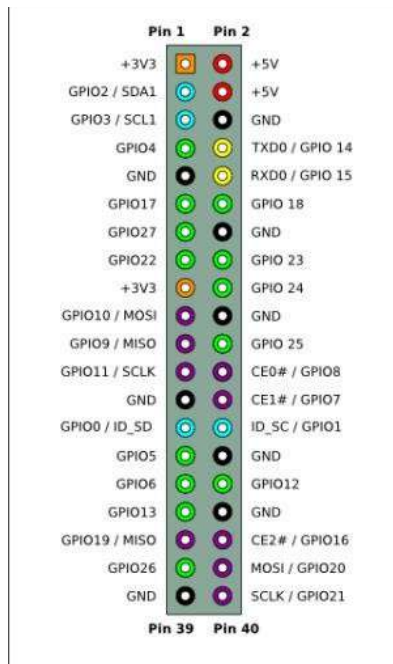 Pin 1 Pin 2
+3V3 +5V
GPIO2 / SDA1 +5V
GPIO3 / SCL1 GND
GPIO4 TXD0 / GPIO 14
GND RXD0 / GPIO 15
GPIO17 GPIO 18
GPIO27 GND
GPIO22 GPIO 23
+3V3 GPIO 24
GPIO10 / MOSI GND
GPIO9 / MISO GPIO 25
GPIO11 / SCLK CE0# / GPIO8
GND CE1# / GPIO7
GPIO0 / ID_SD ID_SC / GPIO1
GPIO5 GND
GPIO6 GPIO12
GPIO13 GND
GPIO19 / MISO CE2# / GPIO16
GPIO26 MOSI / GPIO20
GND SCLK / GPIO21
Pin 39 Pin 40